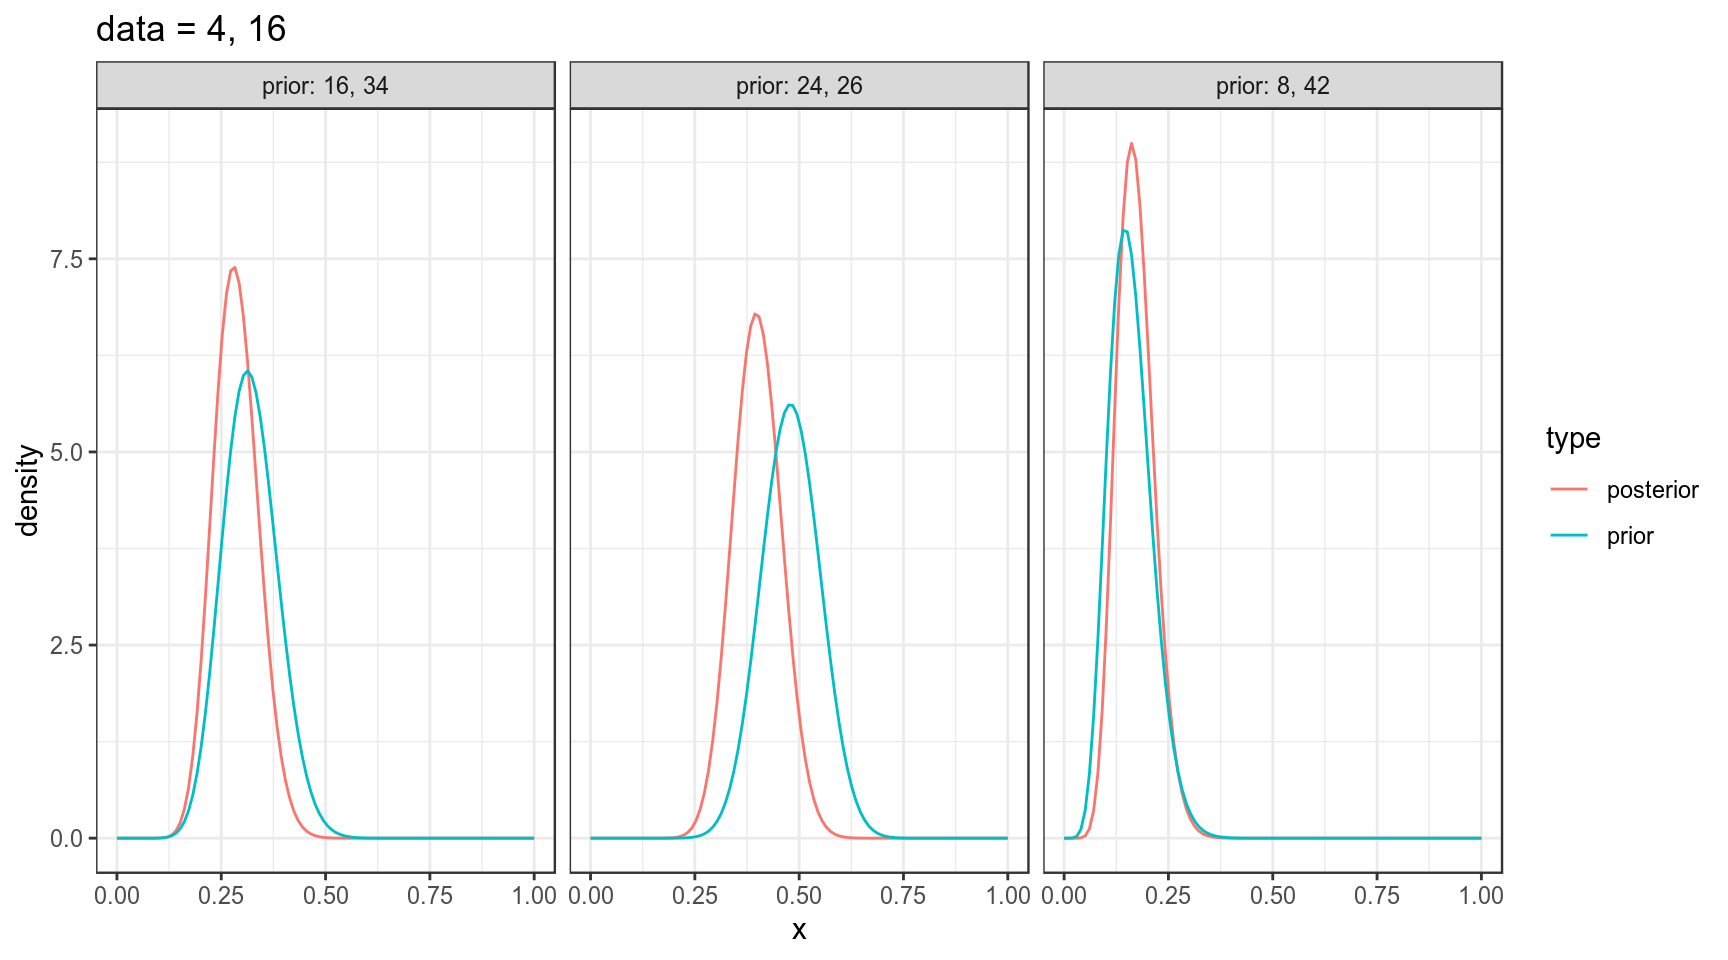 data = 4, 16
prior: 16, 34
prior: 24, 26
prior: 8, 42
density
7.5
5.0
2.5
0.0
0.00 0.25 0.50 0.75 1.00
0.00 0.25 0.50 0.75 1.00
0.00 0.25 0.50 0.75 1.00
x
type
posterior
prior